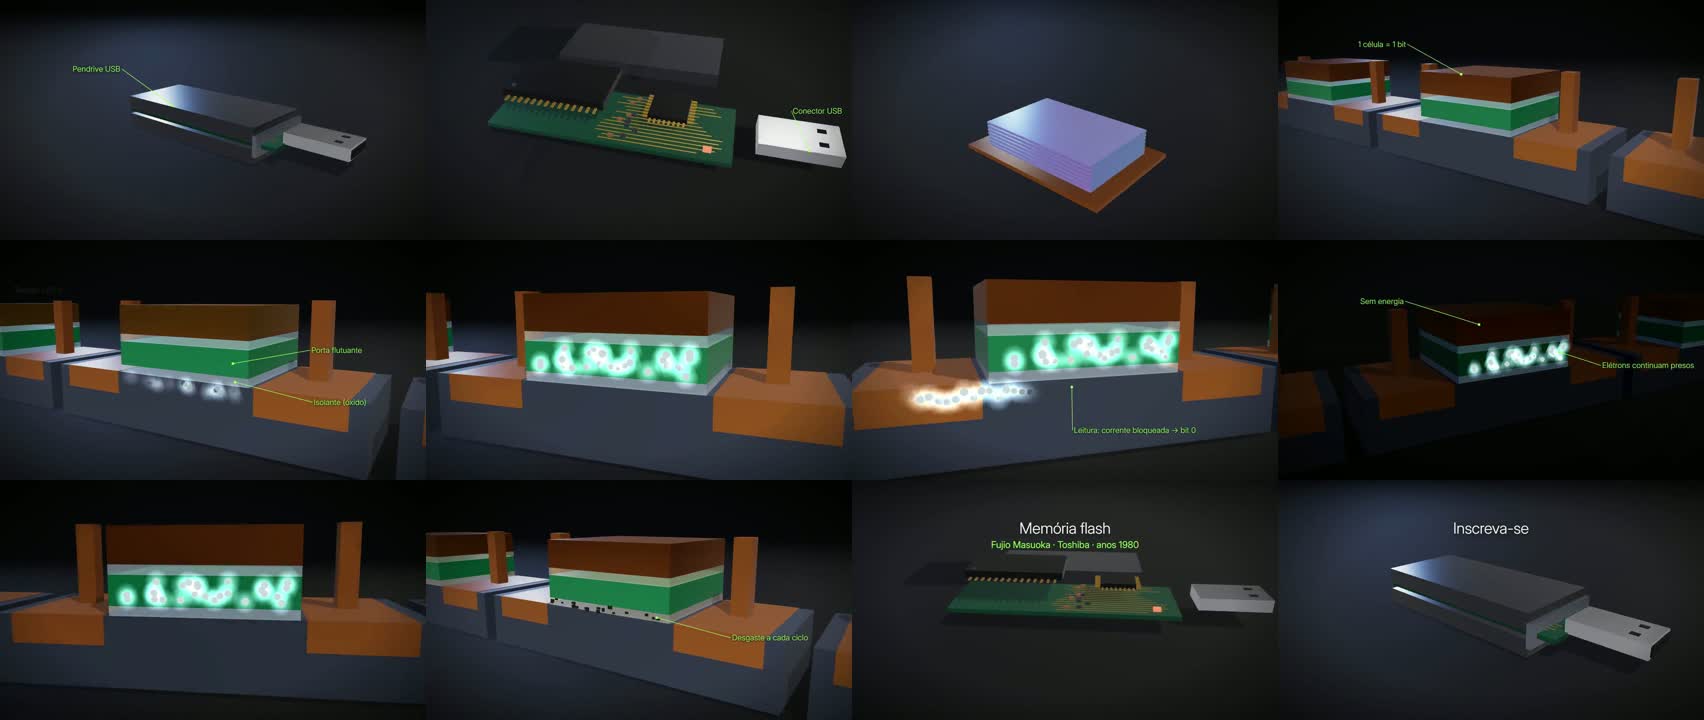 Pendrive USB
Conector USB
1 célula = 1 bit
Porta flutuante
Isolante (óxido)
Leitura: corrente bloqueada → bit 0
Sem energia
Elétrons continuam presos
Desgaste a cada ciclo
Memória flash
Fujio Masuoka · Toshiba · anos 1980
Inscreva-se